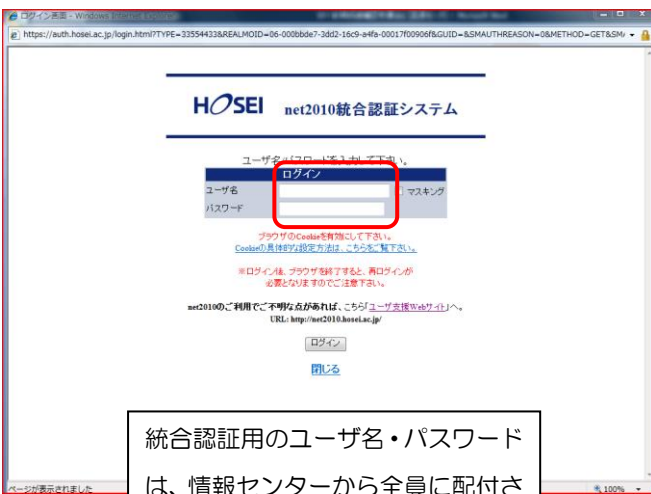 ログイン画面 - Windows Internet Explorer
https://auth.hosei.ac.jp/login.html?TYPE=33554433&REALMOID=06-000bbde7-3dd2-16c9-a4fa-00017f00906f&GUID=&SMAUTHREASON=0&METHOD=GET&SM
HOSEI net2010統合認証システム
ユーザ名・パスワードを入力して下さい。
ログイン
ユーザ名 マスキング
パスワード
ブラウザのCookieを有効にして下さい。
Cookieの具体的な設定方法は、こちらをご覧下さい。
※ログイン後、ブラウザを終了すると、再ログインが
必要となりますのでご注意下さい。
net2010のご利用でご不明な点があれば、こちら「ユーザ支援Webサイト」へ。
URL: http://net2010.hosei.ac.jp/
ログイン
閉じる
統合認証用のユーザ名・パスワード
は、情報センターから全員に配付さ
ページが表示されました 100%